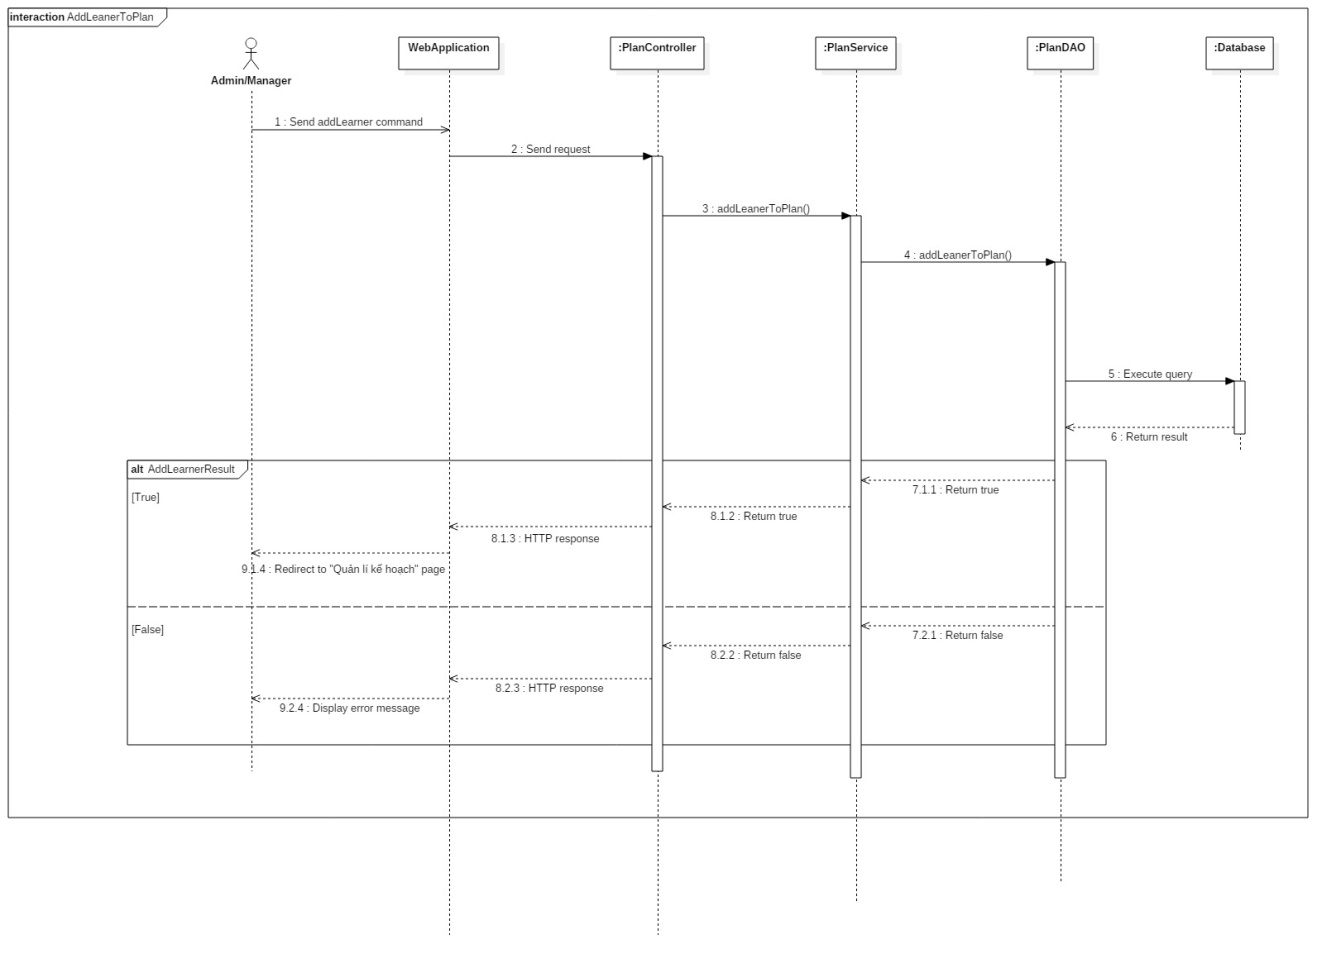 interaction AddLeanerToPlan
Admin/Manager
WebApplication
:PlanController
:PlanService
:PlanDAO
:Database
1 : Send addLearner command
2 : Send request
3 : addLeanerToPlan()
4 : addLeanerToPlan()
5 : Execute query
6 : Return result
alt AddLearnerResult
[True]
7.1.1 : Return true
8.1.2 : Return true
8.1.3 : HTTP response
9.1.4 : Redirect to "Quản lí kế hoạch" page
[False]
7.2.1 : Return false
8.2.2 : Return false
8.2.3 : HTTP response
9.2.4 : Display error message